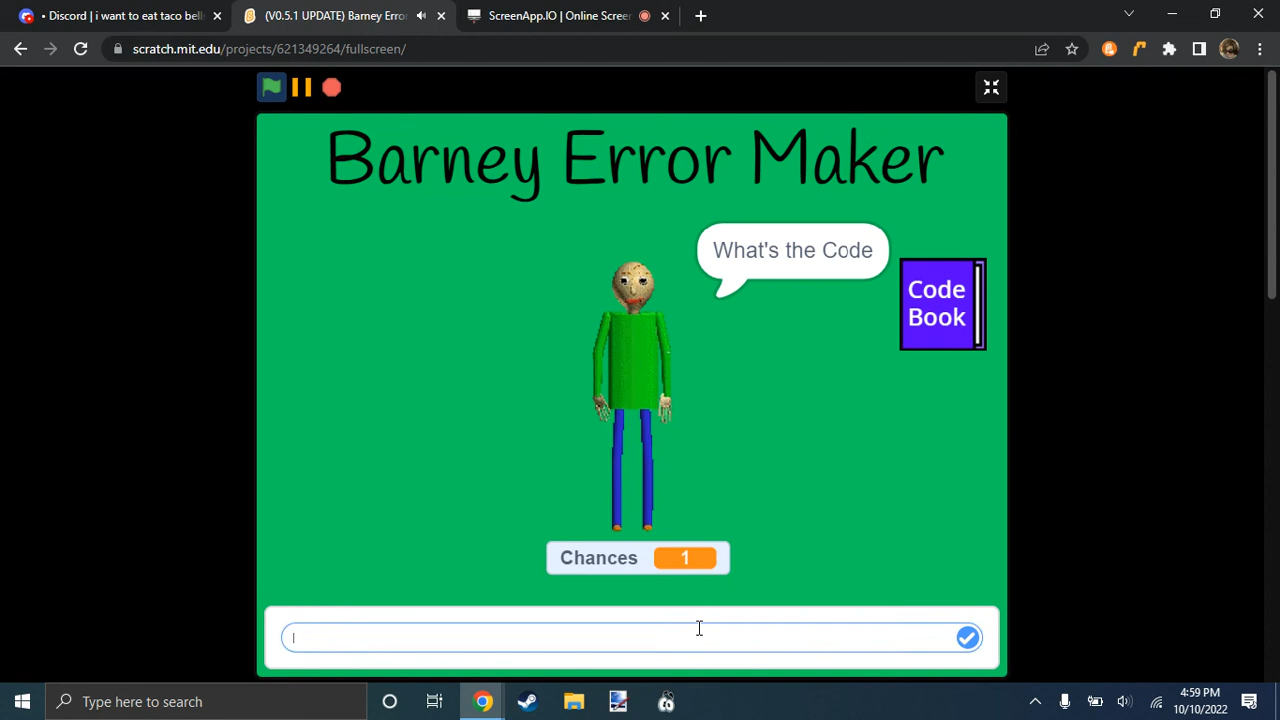 Discord | i want to eat taco bell
(V0.5.1 UPDATE) Barney Erro
ScreenApp.IO | Online Screen
scratch.mit.edu/projects/621349264/fullscreen/
Barney Error Maker
What's the Code
Code
Book
Chances 1
Type here to search
4:59 PM
10/10/2022